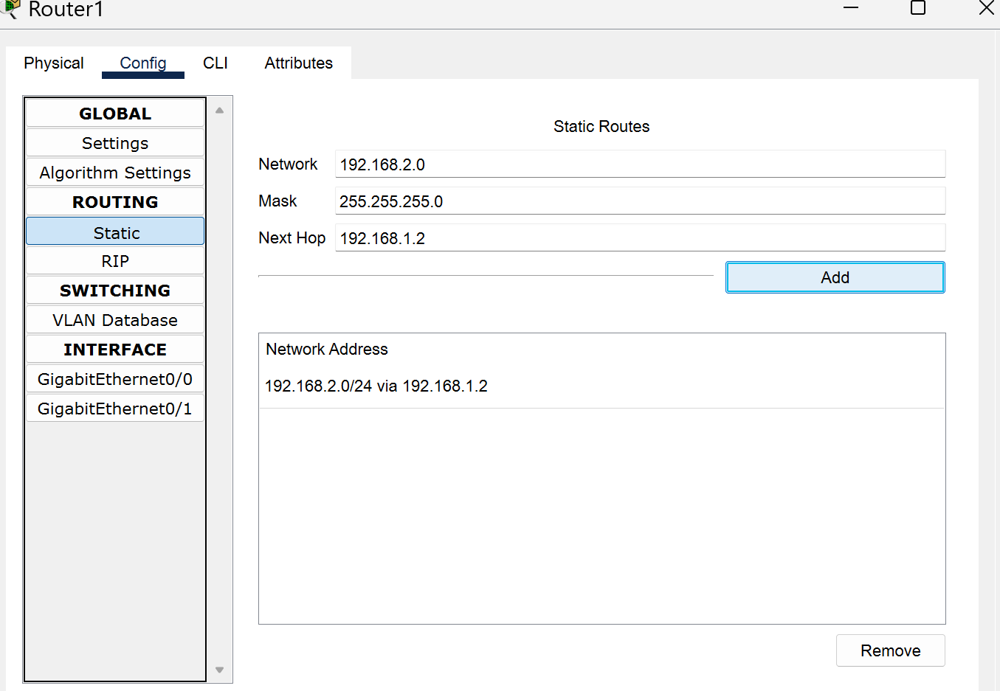 Router1
Physical Config CLI Attributes
GLOBAL
Settings
Algorithm Settings
ROUTING
Static
RIP
SWITCHING
VLAN Database
INTERFACE
GigabitEthernet0/0
GigabitEthernet0/1
Static Routes
Network 192.168.2.0
Mask 255.255.255.0
Next Hop 192.168.1.2
Add
Network Address
192.168.2.0/24 via 192.168.1.2
Remove